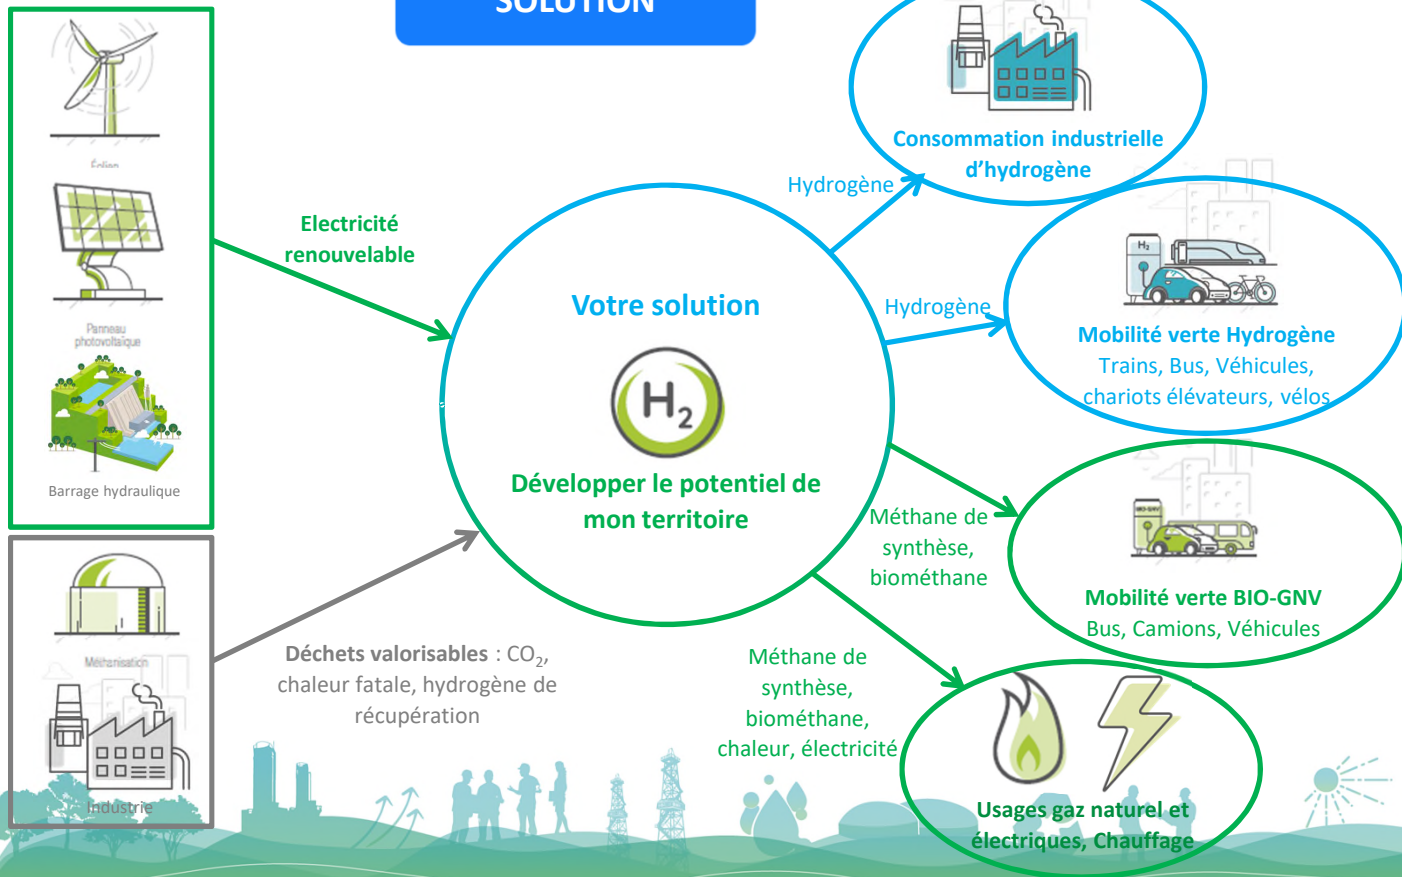 SOLUTION
Éolien
Panneau
photovoltaïque
Barrage hydraulique
Méthanisation
Industrie
Electricité
renouvelable
Déchets valorisables : CO₂,
chaleur fatale, hydrogène de
récupération
Votre solution
H₂
Développer le potentiel de
mon territoire
Hydrogène
Consommation industrielle
d’hydrogène
Hydrogène
H₂
Mobilité verte Hydrogène
Trains, Bus, Véhicules,
chariots élévateurs, vélos
Méthane de
synthèse,
biométhane
BIO-GNV
Mobilité verte BIO-GNV
Bus, Camions, Véhicules
Méthane de
synthèse,
biométhane,
chaleur, électricité
Usages gaz naturel et
électriques, Chauffage